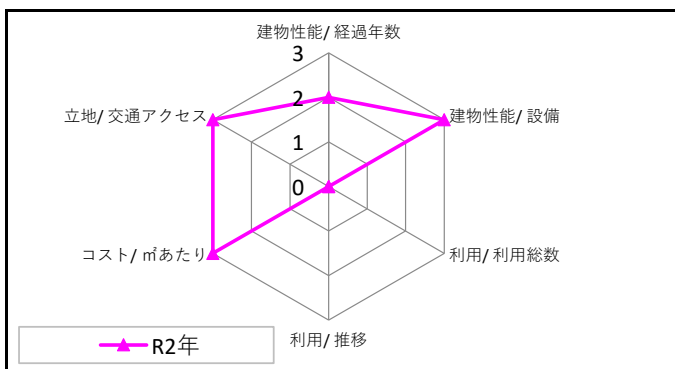 建物性能/ 経過年数
3
立地/ 交通アクセス
2
建物性能/ 設備
1
0
コスト/ ㎡あたり
利用/ 利用総数
利用/ 推移
R2年